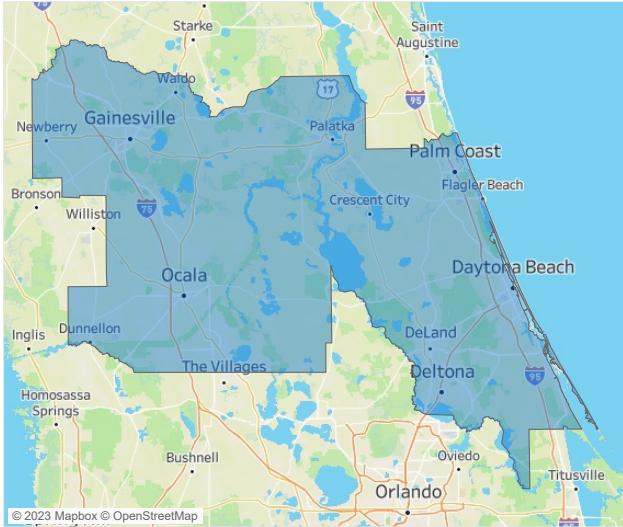 75
Starke
Saint
Augustine
Waldo
17
95
Newberry
Gainesville
Palatka
Palm Coast
Flagler Beach
Bronson
Crescent City
75
Williston
Ocala
Daytona Beach
Inglis
Dunnellon
DeLand
The Villages
Deltona
95
Homosassa
Springs
Bushnell
Oviedo
Titusville
Orlando
© 2023 Mapbox © OpenStreetMap